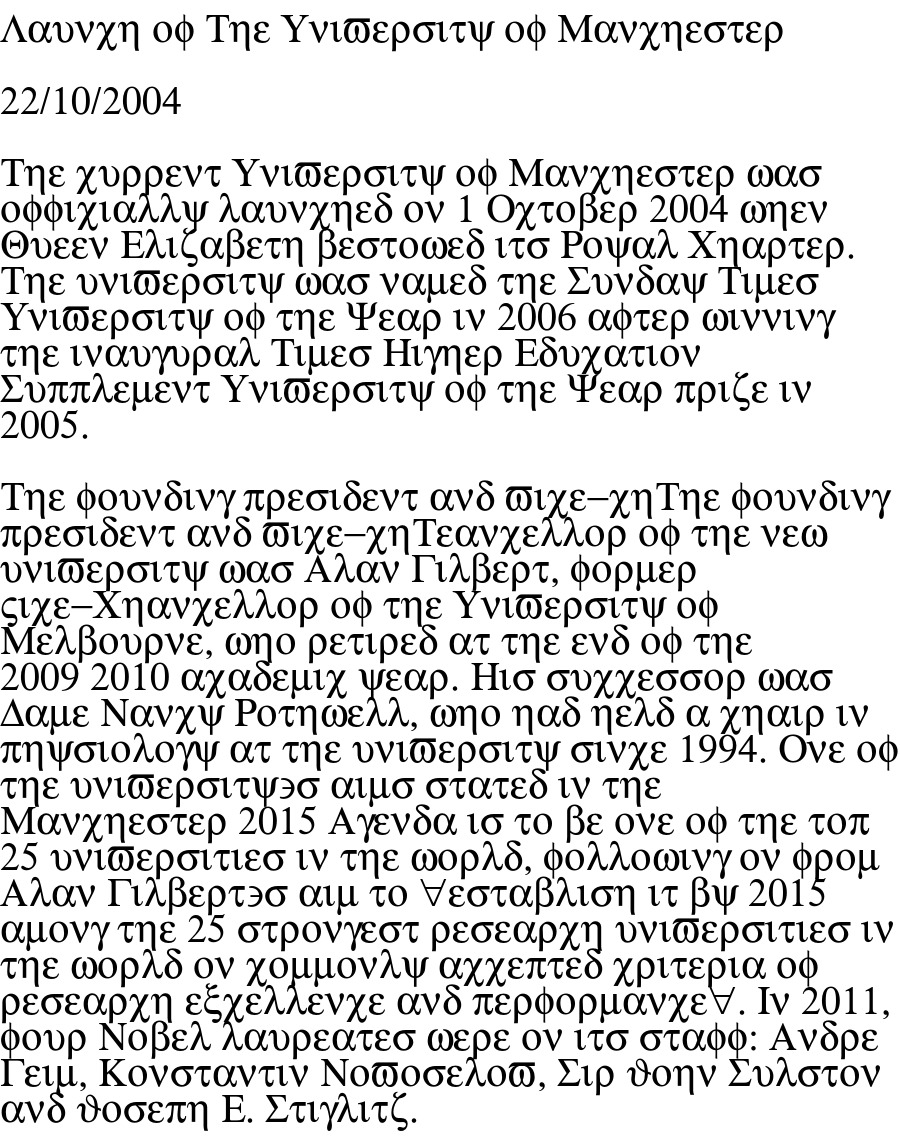 Λαυνχη οφ Τηε Υνιϖερσιτψ οφ Μανχηεστερ
22/10/2004
Τηε χυρρεντ Υνιϖερσιτψ οφ Μανχηεστερ ωασ
οφφιχιαλλψ λαυνχηεδ ον 1 Οχτοβερ 2004 ωηεν
Θυεεν Ελιζαβετη βεστοωεδ ιτσ Ροψαλ Χηαρτερ.
Τηε υνιϖερσιτψ ωασ ναμεδ τηε Συνδαψ Τιμεσ
Υνιϖερσιτψ οφ τηε Ψεαρ ιν 2006 αφτερ ωιννινγ
τηε ιναυγυραλ Τιμεσ Ηιγηερ Εδυχατιον
Συππλεμεντ Υνιϖερσιτψ οφ τηε Ψεαρ πριζε ιν
2005.
Τηε φουνδινγ πρεσιδεντ ανδ ϖιχε−χηΤηε φουνδινγ
πρεσιδεντ ανδ ϖιχε−χηΤεανχελλορ οφ τηε νεω
υνιϖερσιτψ ωασ Αλαν Γιλβερτ, φορμερ
ςιχε−Χηανχελλορ οφ τηε Υνιϖερσιτψ οφ
Μελβουρνε, ωηο ρετιρεδ ατ τηε ενδ οφ τηε
2009 2010 αχαδεμιχ ψεαρ. Ηισ συχχεσσορ ωασ
Δαμε Νανχψ Ροτηωελλ, ωηο ηαδ ηελδ α χηαιρ ιν
πηψσιολογψ ατ τηε υνιϖερσιτψ σινχε 1994. Ονε οφ
τηε υνιϖερσιτψ϶σ αιμσ στατεδ ιν τηε
Μανχηεστερ 2015 Αγενδα ισ το βε ονε οφ τηε τοπ
25 υνιϖερσιτιεσ ιν τηε ωορλδ, φολλοωινγ ον φρομ
Αλαν Γιλβερτ϶σ αιμ το ∀εσταβλιση ιτ βψ 2015
αμονγ τηε 25 στρονγεστ ρεσεαρχη υνιϖερσιτιεσ ιν
τηε ωορλδ ον χομμονλψ αχχεπτεδ χριτερια οφ
ρεσεαρχη εξχελλενχε ανδ περφορμανχε∀. Ιν 2011,
φουρ Νοβελ λαυρεατεσ ωερε ον ιτσ σταφφ: Ανδρε
Γειμ, Κονσταντιν Νοϖοσελοϖ, Σιρ ϑοην Συλστον
ανδ ϑοσεπη Ε. Στιγλιτζ.